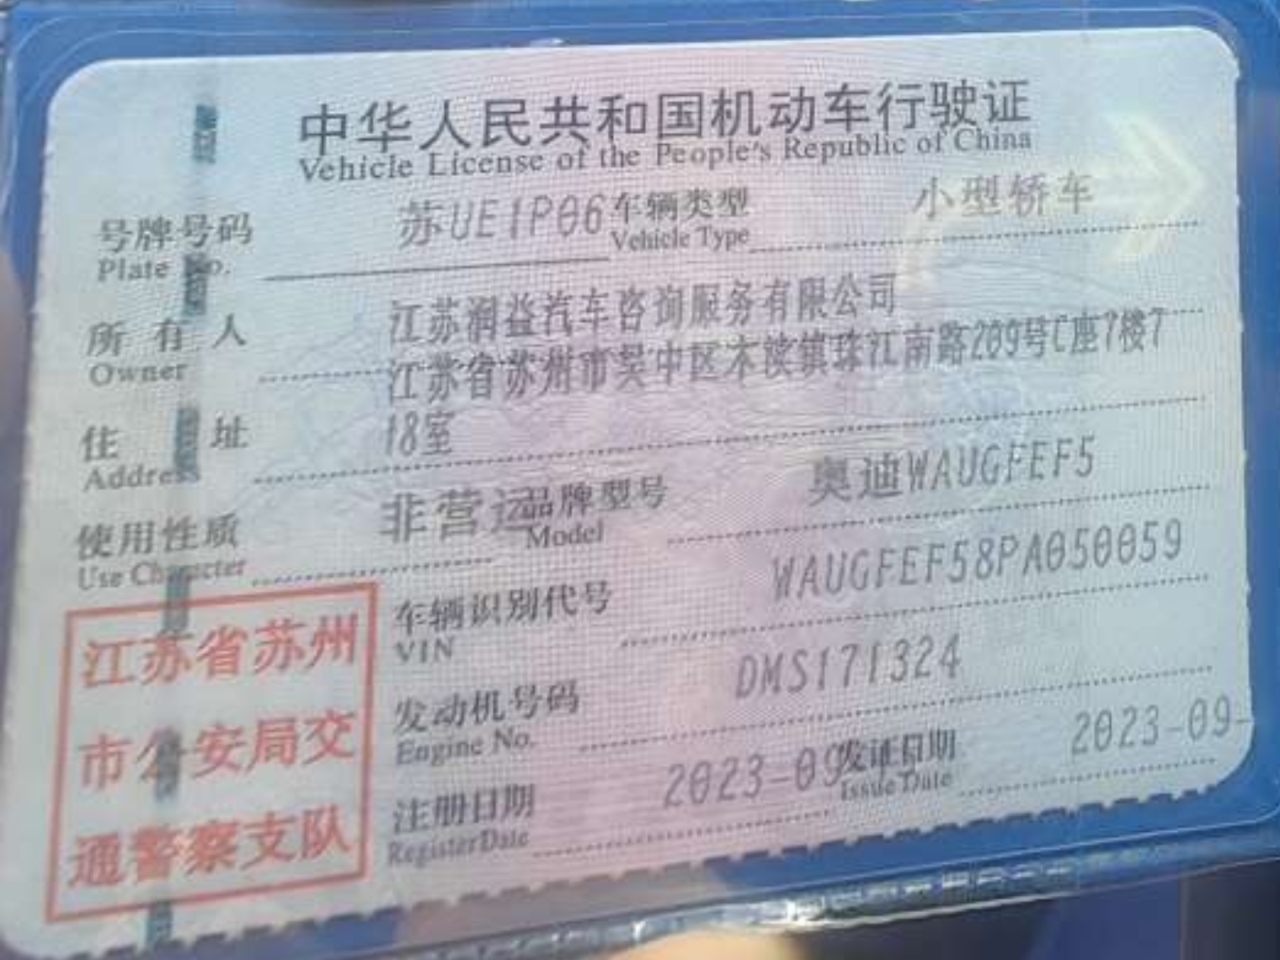 中华人民共和国机动车行驶证
Vehicle License of the People's Republic of China
号牌号码 苏UE1P06 车辆类型 小型轿车
Plate No. Vehicle Type
所有人 江苏润益汽车咨询服务有限公司
Owner
江苏省苏州市吴中区木渎镇珠江南路209号C座7楼7
住址 18室
Address
使用性质 非营运 品牌型号 奥迪WAUGFEF5
Use Character Model
车辆识别代号 WAUGFEF58PA050059
VIN
发动机号码 DMS171324
Engine No.
注册日期 2023-09 发证日期 2023-09-
Register Date Issue Date
江苏省苏州
市公安局交
通警察支队